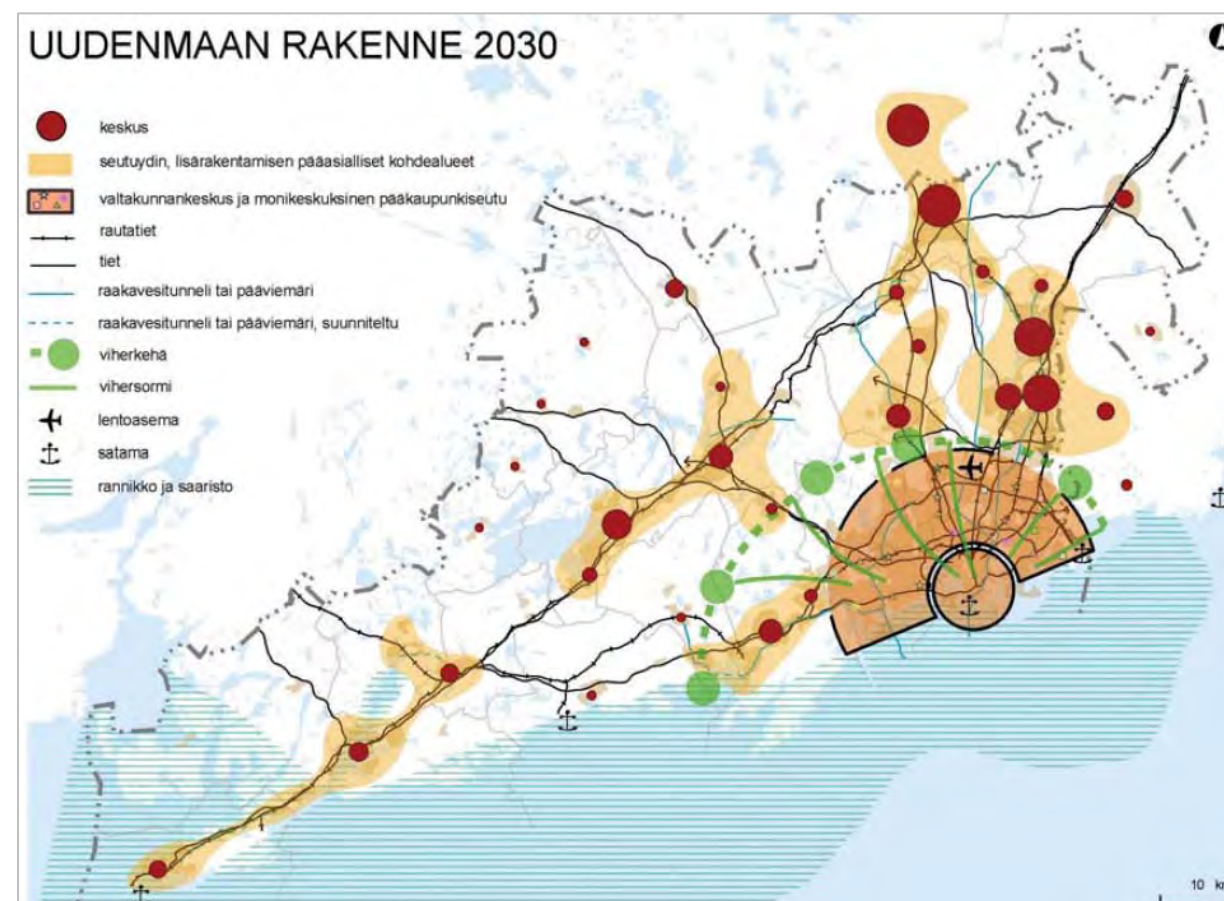 UUDENMAAN RAKENNE 2030
keskus
seutuydin, lisärakentamisen pääasialliset kohdealueet
valtakunnankeskus ja monikeskuksinen pääkaupunkiseutu
rautatiet
tiet
raakavesitunneli tai pääviemäri
raakavesitunneli tai pääviemäri, suunniteltu
viherkehä
vihersormi
lentoasema
satama
rannikko ja saaristo
10